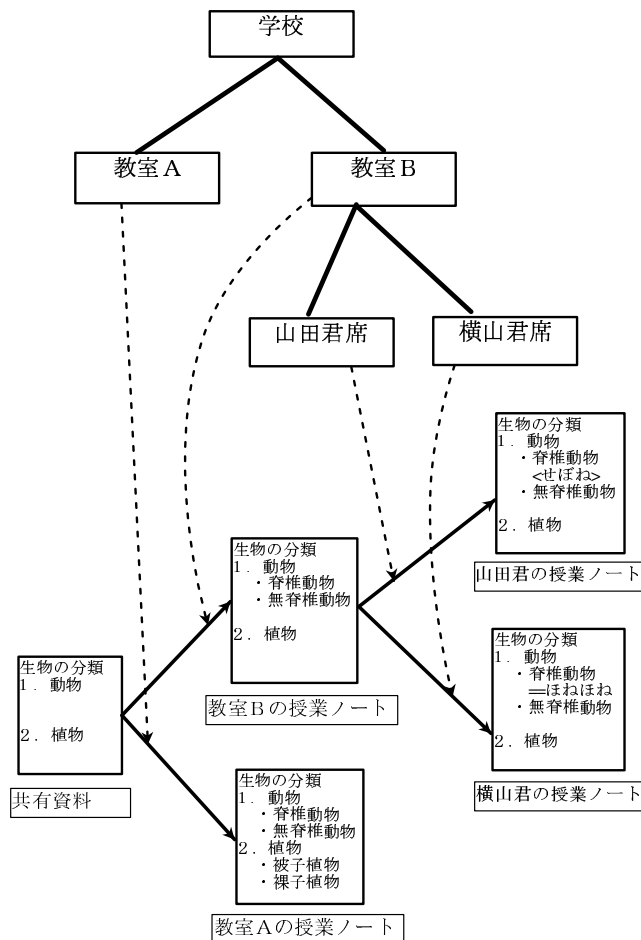 学校
教室A
教室B
山田君席
横山君席
生物の分類
1．動物
・脊椎動物
<せぼね>
・無脊椎動物
2．植物
山田君の授業ノート
生物の分類
1．動物
・脊椎動物
・無脊椎動物
2．植物
教室Bの授業ノート
生物の分類
1．動物
2．植物
共有資料
生物の分類
1．動物
・脊椎動物
＝ほねほね
・無脊椎動物
2．植物
横山君の授業ノート
生物の分類
1．動物
・脊椎動物
・無脊椎動物
2．植物
・被子植物
・裸子植物
教室Aの授業ノート